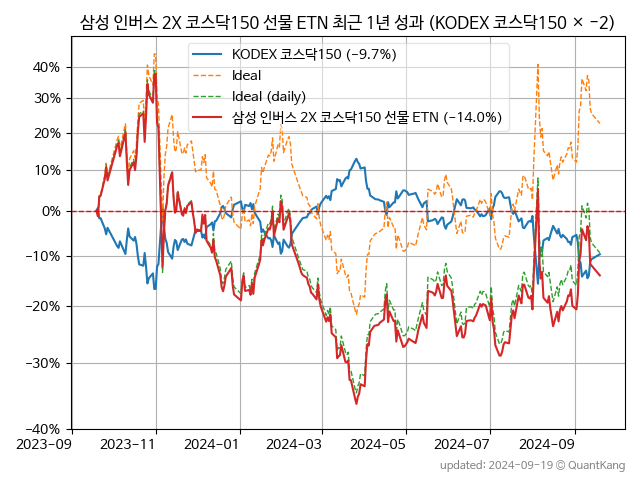 삼성 인버스 2X 코스닥150 선물 ETN 최근 1년 성과 (KODEX 코스닥150 × −2)
KODEX 코스닥150 (−9.7%)
Ideal
Ideal (daily)
삼성 인버스 2X 코스닥150 선물 ETN (−14.0%)
40%
30%
20%
10%
0%
−10%
−20%
−30%
−40%
2023-09 2023-11 2024-01 2024-03 2024-05 2024-07 2024-09
updated: 2024-09-19 © QuantKang